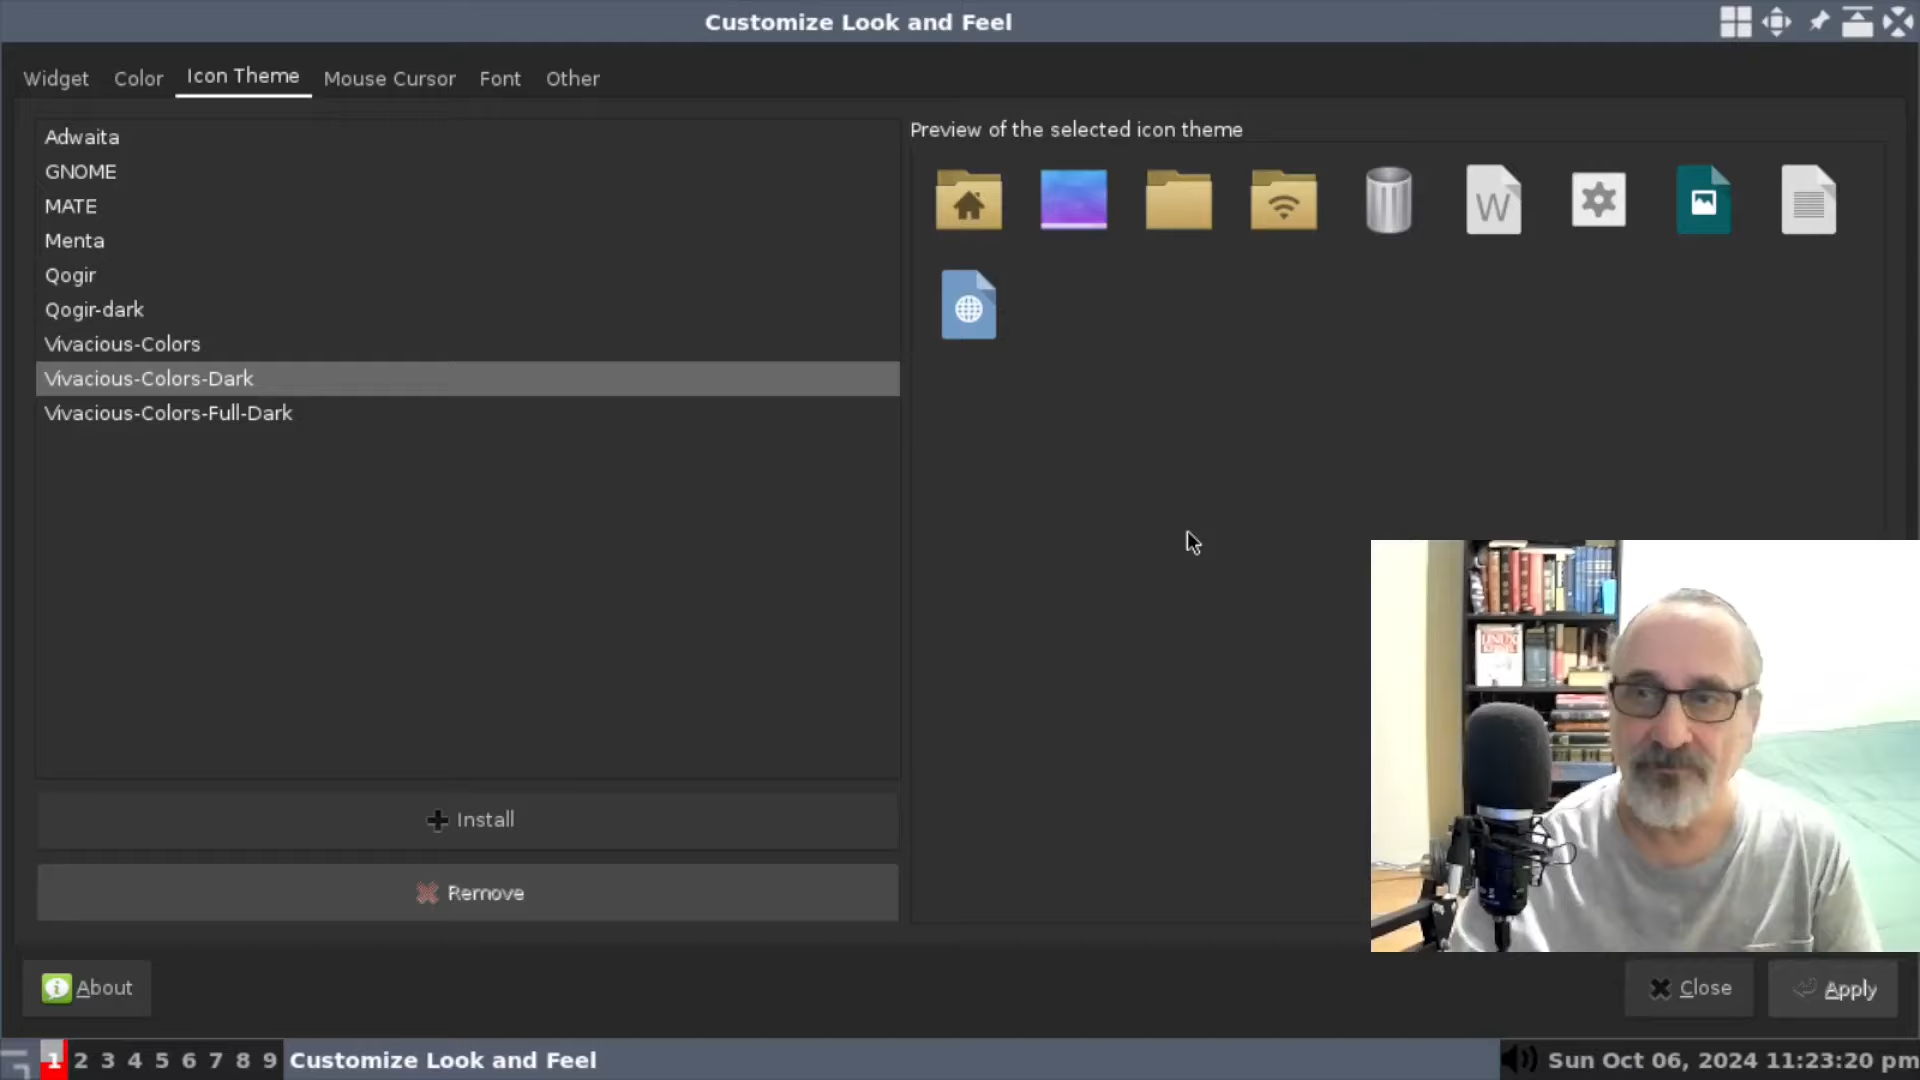 Customize Look and Feel
Widget Color Icon Theme Mouse Cursor Font Other
Adwaita
GNOME
MATE
Menta
Qogir
Qogir-dark
Vivacious-Colors
Vivacious-Colors-Dark
Vivacious-Colors-Full-Dark
Install
Remove
Preview of the selected icon theme
W
LINUX
About
Close
Apply
1 2 3 4 5 6 7 8 9 Customize Look and Feel
Sun Oct 06, 2024 11:23:20 pm